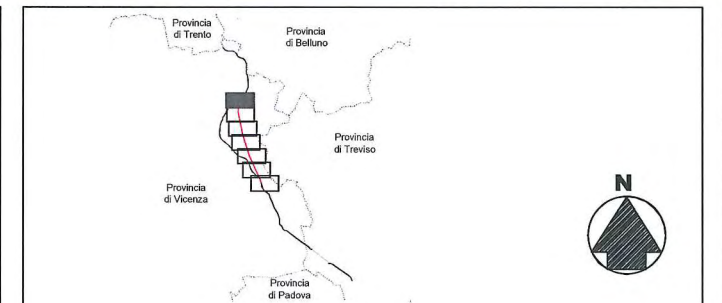 Provincia
di Trento
Provincia
di Belluno
Provincia
di Treviso
Provincia
di Vicenza
N
Provincia
di Padova